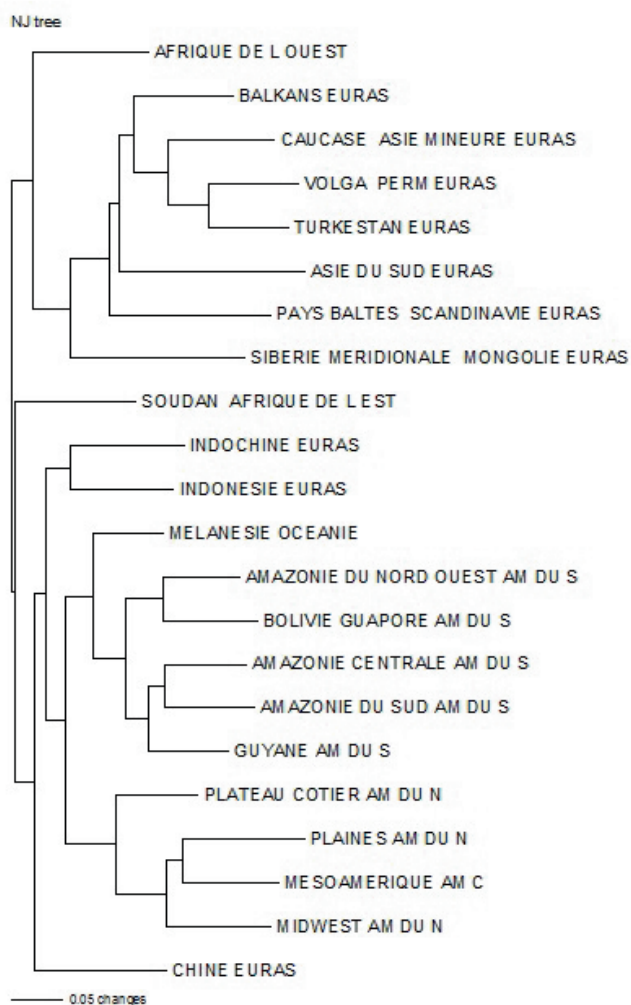 NJ tree
AFRIQUE DE L OUEST
BALKANS EURAS
CAUCASE ASIE MINEURE EURAS
VOLGA PERM EURAS
TURKESTAN EURAS
ASIE DU SUD EURAS
PAYS BALTES SCANDINAVIE EURAS
SIBERIE MERIDIONALE MONGOLIE EURAS
SOUDAN AFRIQUE DE L EST
INDOCHINE EURAS
INDONESIE EURAS
MELANESIE OCEANIE
AMAZONIE DU NORD OUEST AM DU S
BOLIVIE GUAPORE AM DU S
AMAZONIE CENTRALE AM DU S
AMAZONIE DU SUD AM DU S
GUYANE AM DU S
PLATEAU COTIER AM DU N
PLAINES AM DU N
MESOAMERIQUE AM C
MIDWEST AM DU N
CHINE EURAS
0.05 changes